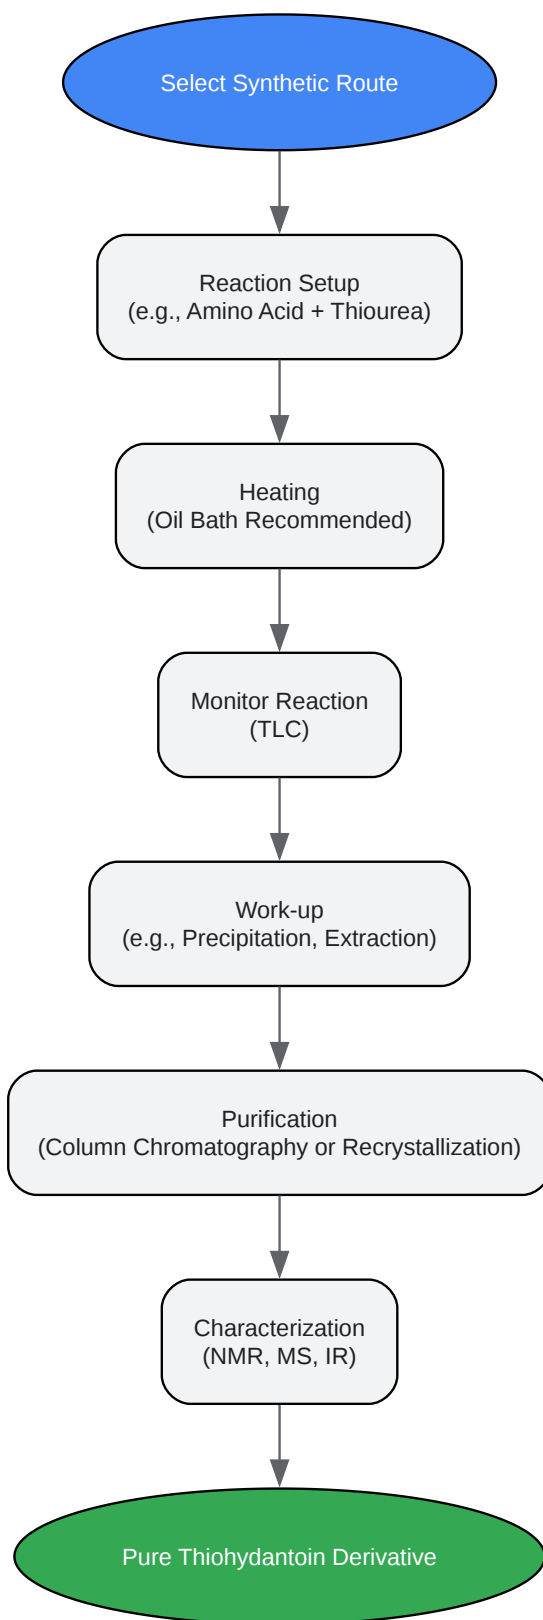 Select Synthetic Route
Reaction Setup
(e.g., Amino Acid + Thiourea)
Heating
(Oil Bath Recommended)
Monitor Reaction
(TLC)
Work-up
(e.g., Precipitation, Extraction)
Purification
(Column Chromatography or Recrystallization)
Characterization
(NMR, MS, IR)
Pure Thiohydantoin Derivative